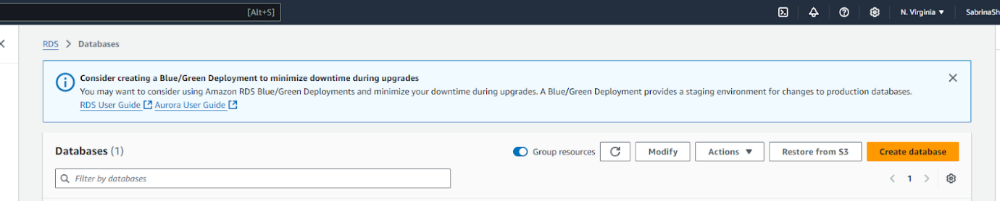 [Alt+S]
N. Virginia
SabrinaSh
RDS
Databases
Consider creating a Blue/Green Deployment to minimize downtime during upgrades
You may want to consider using Amazon RDS Blue/Green Deployments and minimize your downtime during upgrades. A Blue/Green Deployment provides a staging environment for changes to production databases.
RDS User Guide Aurora User Guide
Databases (1)
Group resources
Modify
Actions
Restore from S3
Create database
Filter by databases
1